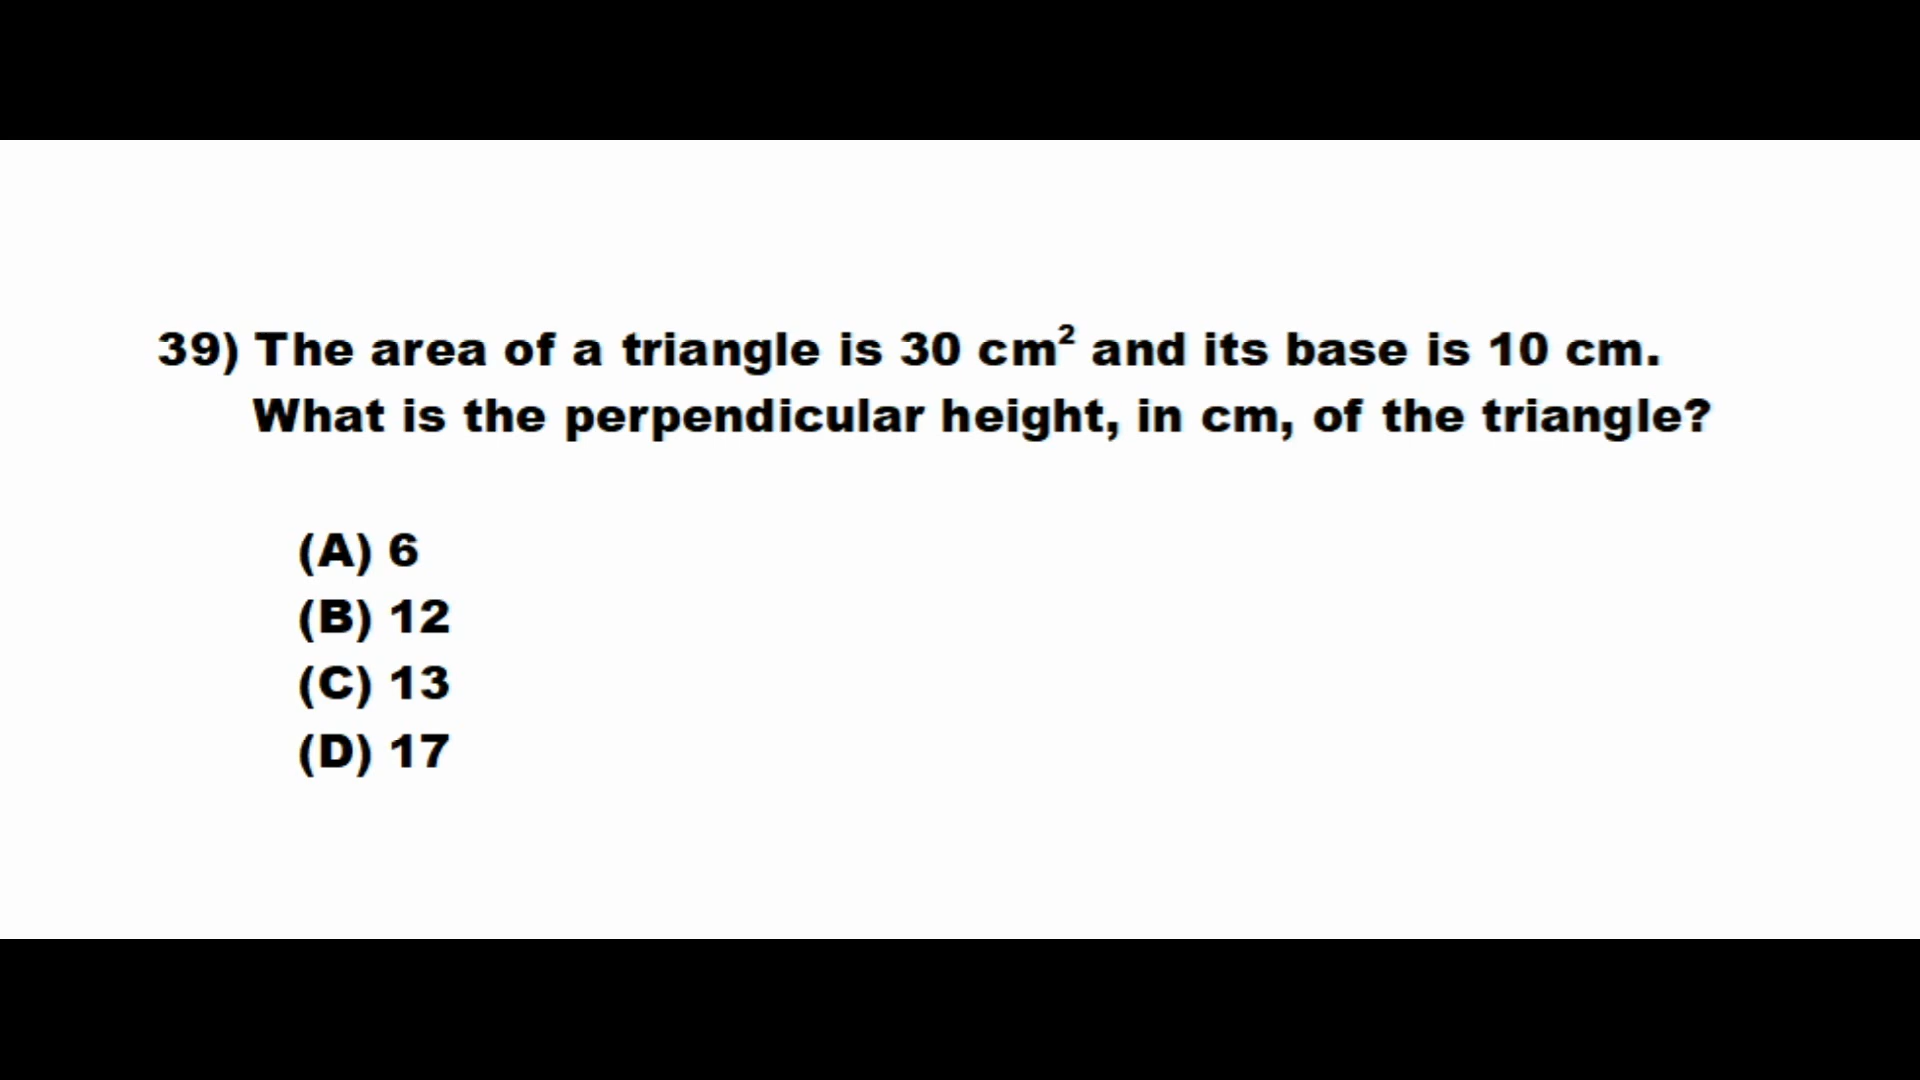 39) The area of a triangle is 30 cm² and its base is 10 cm.
What is the perpendicular height, in cm, of the triangle?
(A) 6
(B) 12
(C) 13
(D) 17